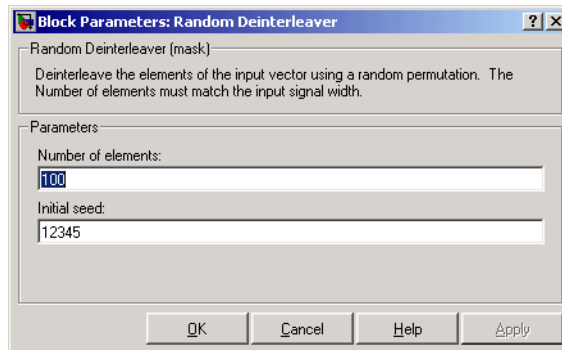 Block Parameters: Random Deinterleaver
Random Deinterleaver (mask)
Deinterleave the elements of the input vector using a random permutation. The
Number of elements must match the input signal width.
Parameters
Number of elements:
100
Initial seed:
12345
OK Cancel Help Apply